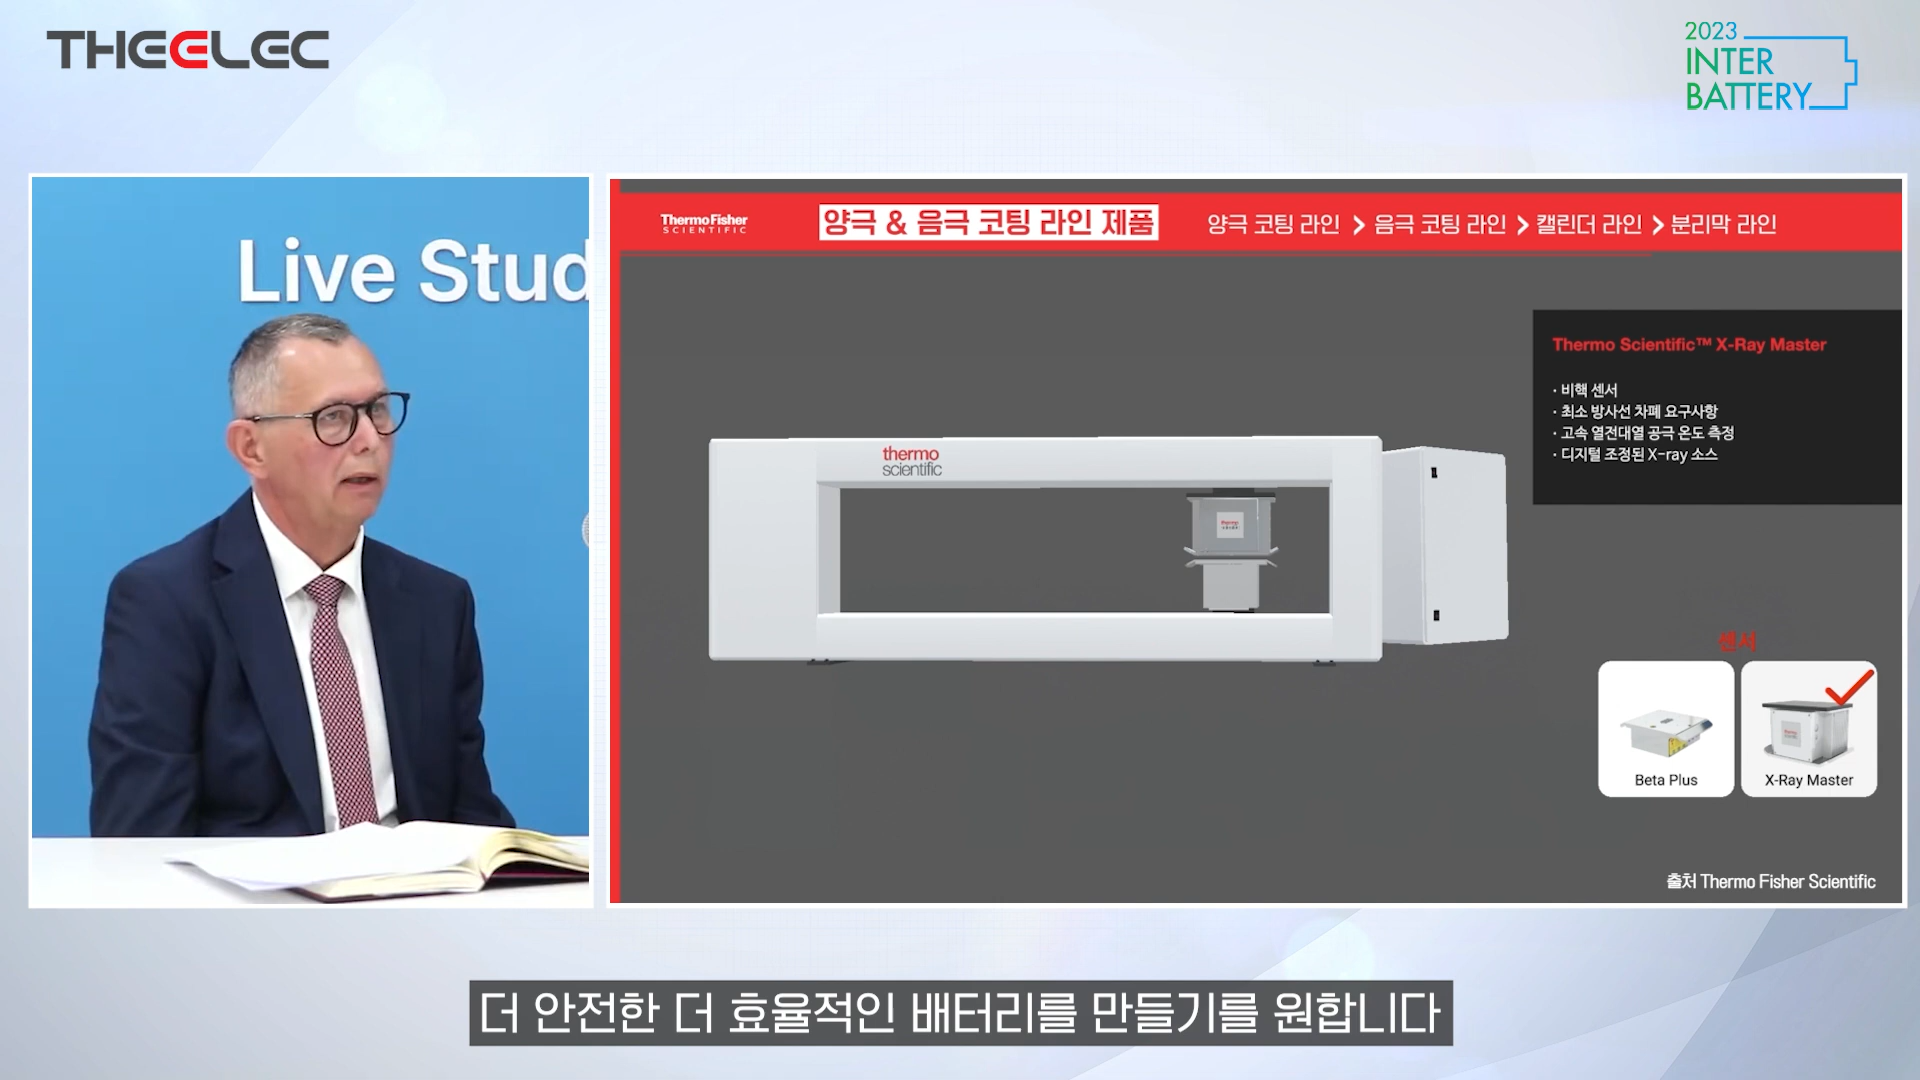 THEELEC
2023
INTER
BATTERY
Live Stud
ThermoFisher
SCIENTIFIC
양극 & 음극 코팅 라인 제품
양극 코팅 라인 > 음극 코팅 라인 > 캘린더 라인 > 분리막 라인
Thermo Scientific™ X-Ray Master
· 비핵 센서
· 최소 방사선 차폐 요구사항
· 고속 열전대열 공극 온도 측정
· 디지털 조정된 X-ray 소스
thermo
scientific
센서
Beta Plus
X-Ray Master
출처 Thermo Fisher Scientific
더 안전한 더 효율적인 배터리를 만들기를 원합니다